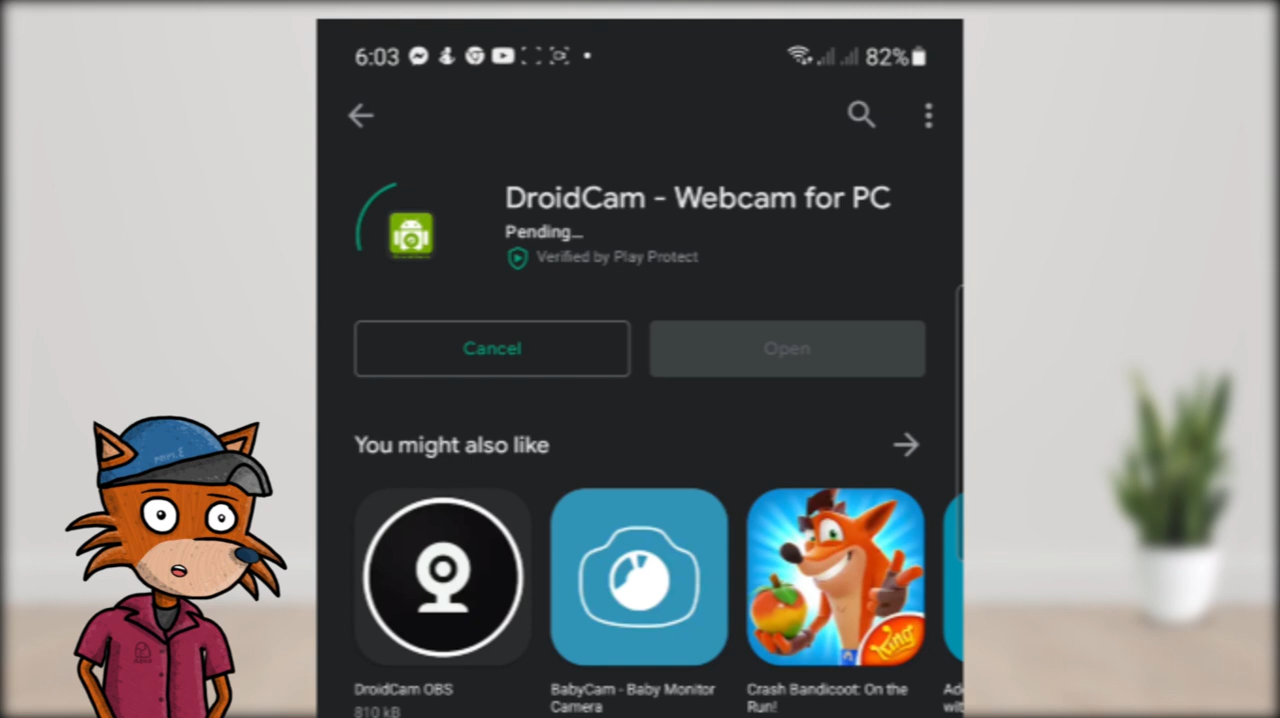 6:03
82%
DroidCam - Webcam for PC
Pending...
Verified by Play Protect
Cancel
Open
You might also like
king
DroidCam OBS
810 kB
BabyCam - Baby Monitor
Camera
Crash Bandicoot: On the
Run!